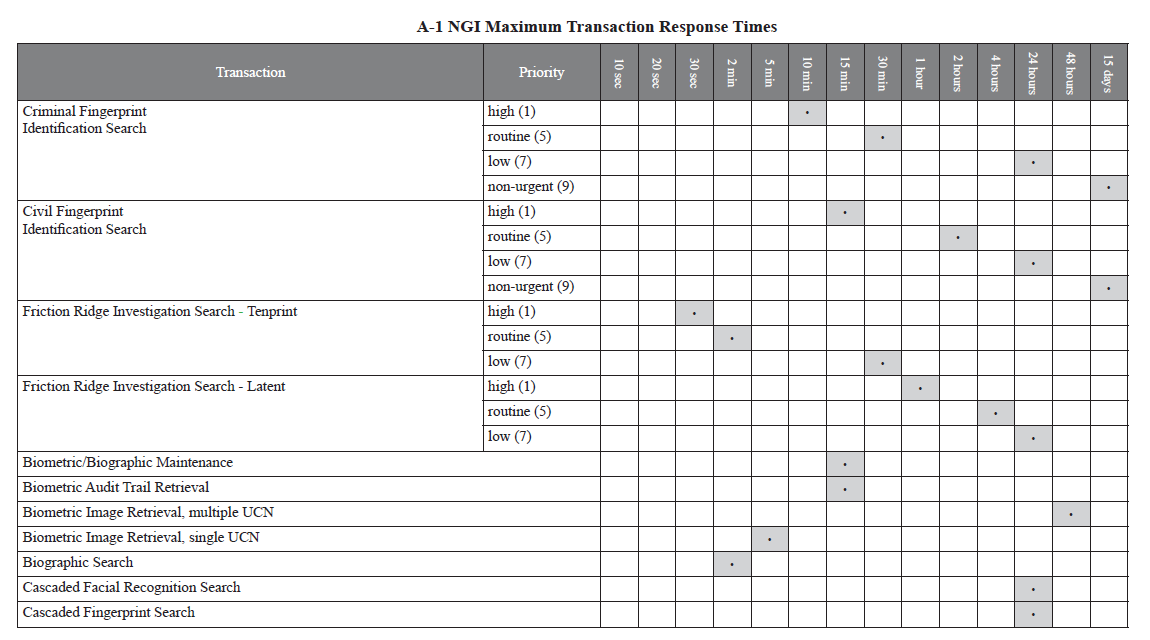 A-1 NGI Maximum Transaction Response Times
Transaction Priority 10 sec 20 sec 30 sec 2 min 5 min 10 min 15 min 30 min 1 hour 2 hours 4 hours 24 hours 48 hours 15 days
Criminal Fingerprint high (1) •
Identification Search
routine (5) •
low (7) •
non-urgent (9) •
Civil Fingerprint high (1) •
Identification Search
routine (5) •
low (7) •
non-urgent (9) •
Friction Ridge Investigation Search - Tenprint high (1) •
routine (5) •
low (7) •
Friction Ridge Investigation Search - Latent high (1) •
routine (5) •
low (7) •
Biometric/Biographic Maintenance •
Biometric Audit Trail Retrieval •
Biometric Image Retrieval, multiple UCN •
Biometric Image Retrieval, single UCN •
Biographic Search •
Cascaded Facial Recognition Search •
Cascaded Fingerprint Search •